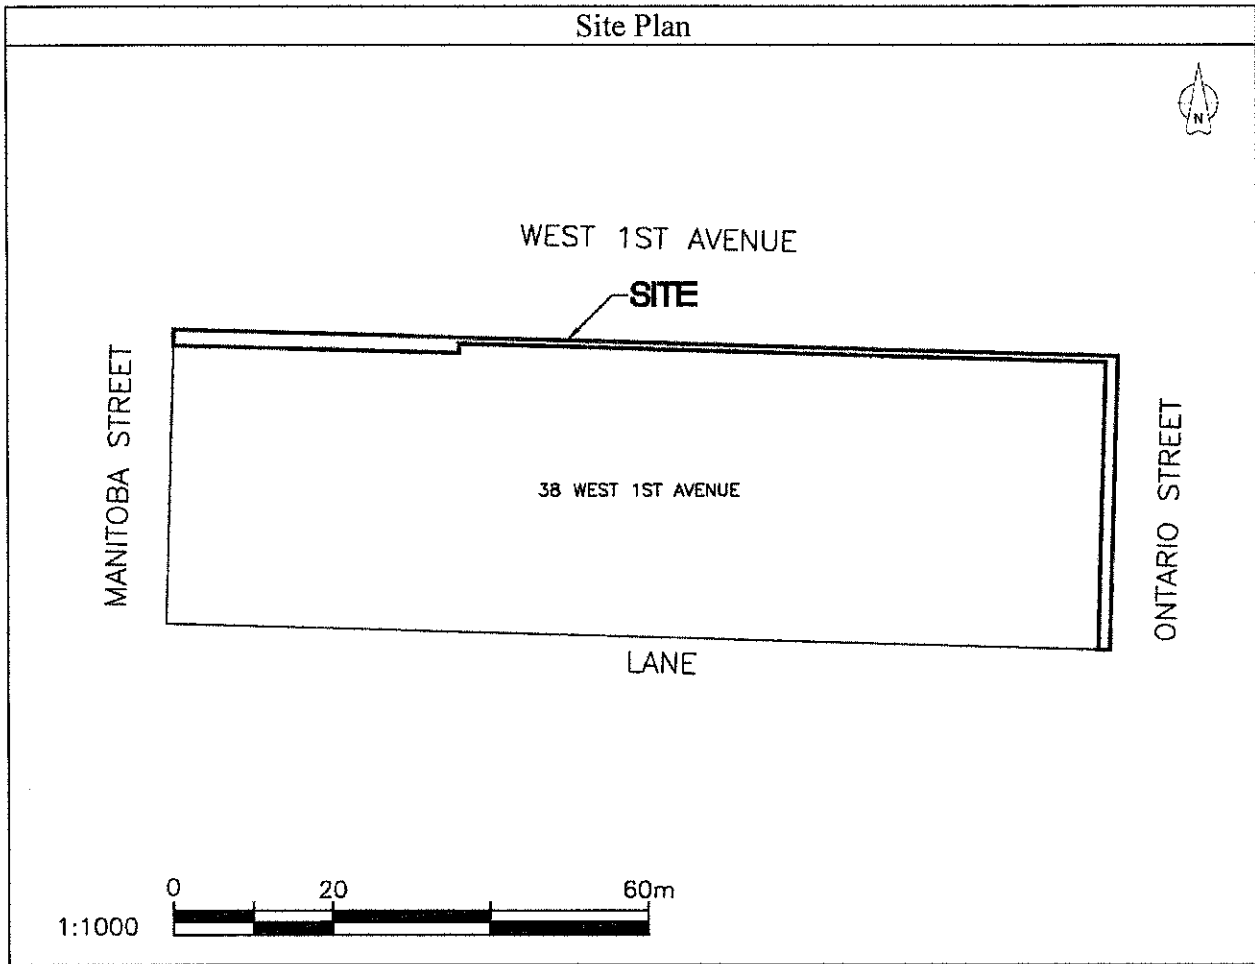 Site Plan
N
WEST 1ST AVENUE
SITE
MANITOBA STREET
38 WEST 1ST AVENUE
ONTARIO STREET
LANE
0 20 60m
1:1000